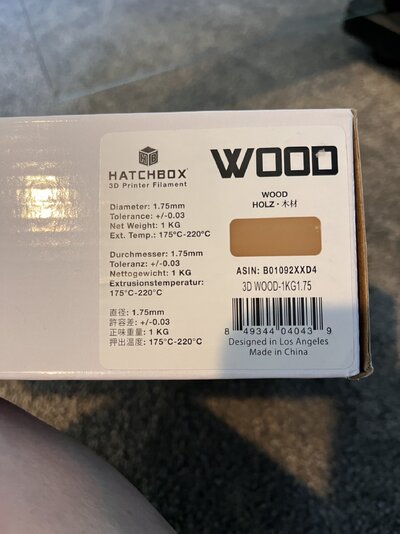 HATCHBOX
3D Printer Filament
Diameter: 1.75mm
Tolerance: +/-0.03
Net Weight: 1 KG
Ext. Temp.: 175°C-220°C
Durchmesser: 1.75mm
Toleranz: +/-0.03
Nettogewicht: 1 KG
Extrusionstemperatur:
175°C-220°C
直径: 1.75mm
許容差: +/-0.03
正味重量: 1 KG
押出温度: 175°C-220°C
WOOD
WOOD
HOLZ · 木材
ASIN: B01092XXD4
3D WOOD-1KG1.75
8 49344 04043 9
Designed in Los Angeles
Made in China